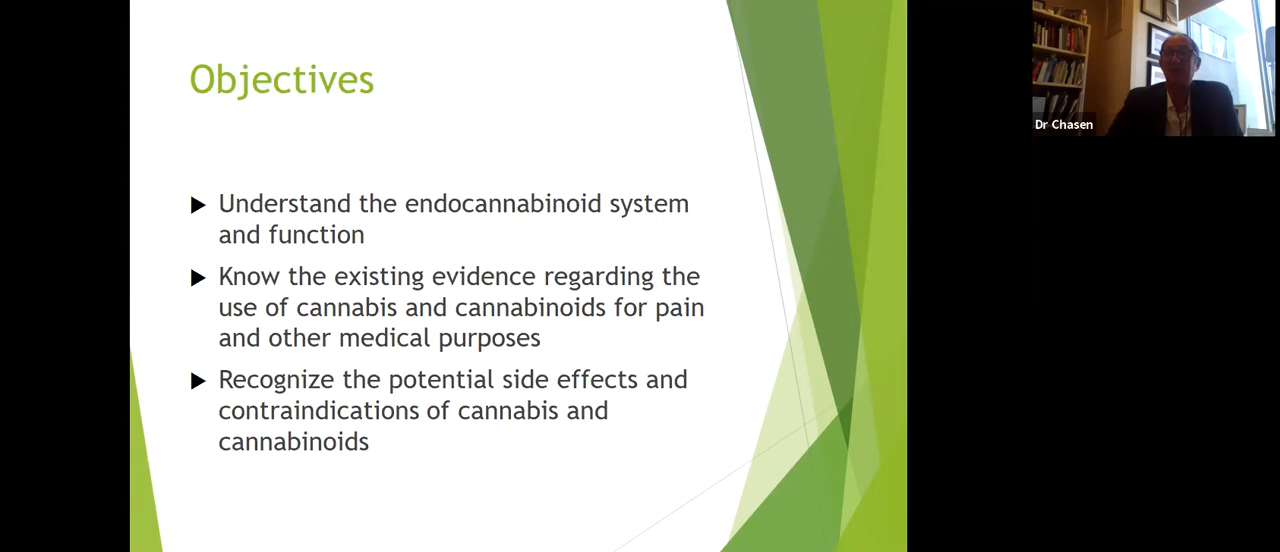 Objectives
Understand the endocannabinoid system
and function
Know the existing evidence regarding the
use of cannabis and cannabinoids for pain
and other medical purposes
Recognize the potential side effects and
contraindications of cannabis and
cannabinoids
Dr Chasen